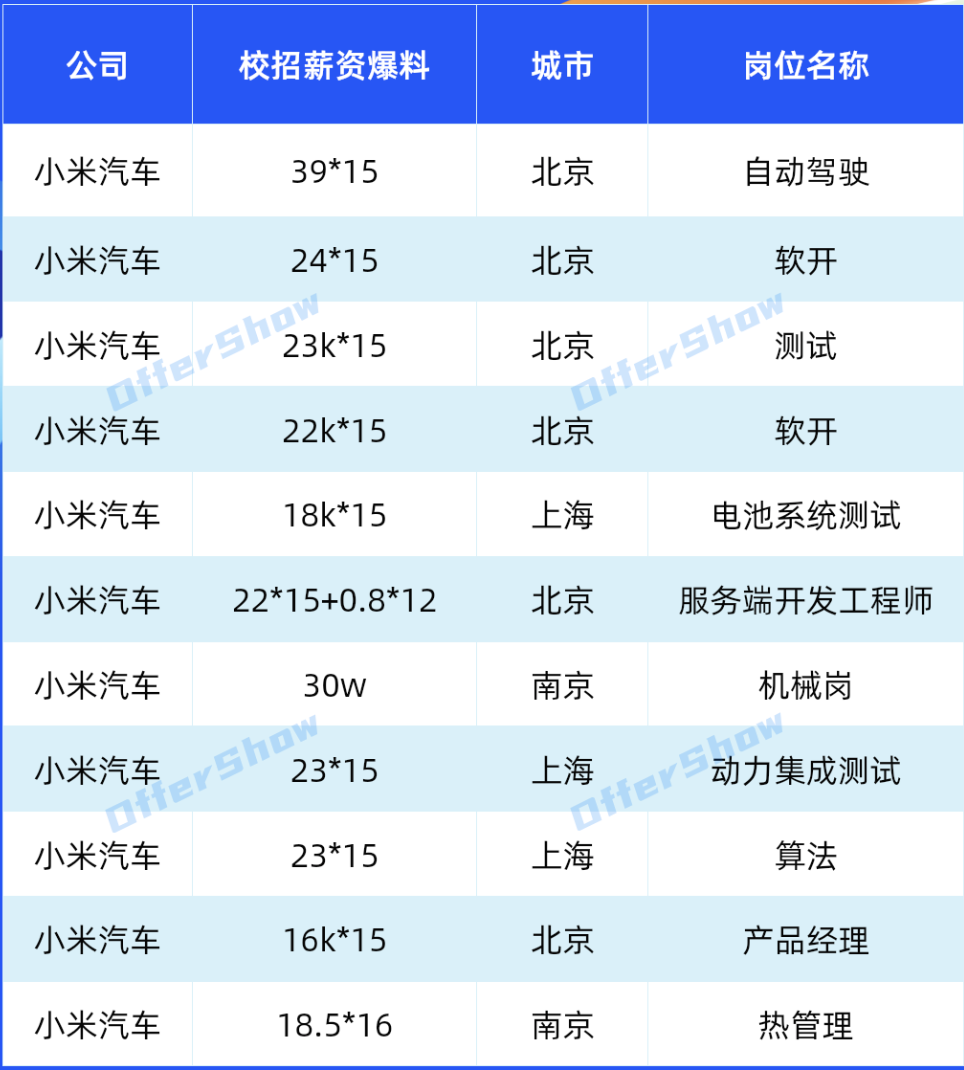 公司 校招薪资爆料 城市 岗位名称
小米汽车 39*15 北京 自动驾驶
小米汽车 24*15 北京 软开
小米汽车 23k*15 北京 测试
OfferShow OfferShow
小米汽车 22k*15 北京 软开
小米汽车 18k*15 上海 电池系统测试
小米汽车 22*15+0.8*12 北京 服务端开发工程师
小米汽车 30w 南京 机械岗
小米汽车 23*15 上海 动力集成测试
OfferShow OfferShow
小米汽车 23*15 上海 算法
小米汽车 16k*15 北京 产品经理
小米汽车 18.5*16 南京 热管理